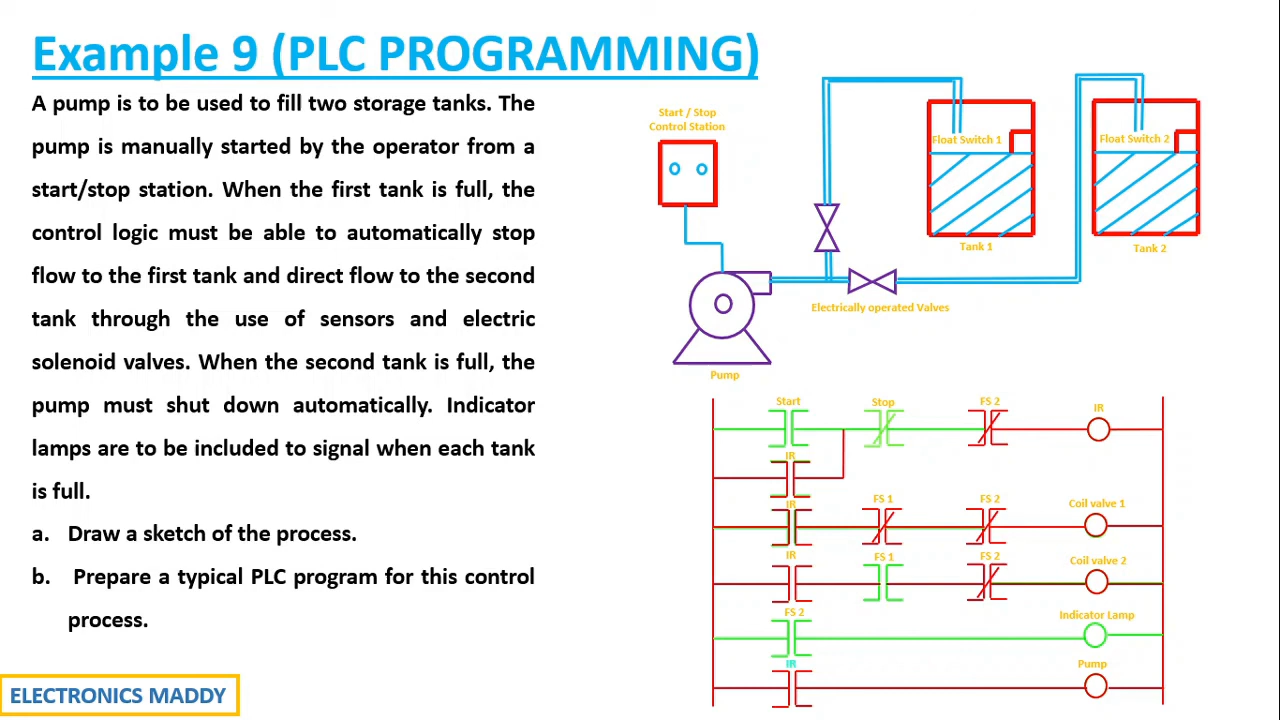 Example 9 (PLC PROGRAMMING)
A pump is to be used to fill two storage tanks. The
pump is manually started by the operator from a
start/stop station. When the first tank is full, the
control logic must be able to automatically stop
flow to the first tank and direct flow to the second
tank through the use of sensors and electric
solenoid valves. When the second tank is full, the
pump must shut down automatically. Indicator
lamps are to be included to signal when each tank
is full.
a. Draw a sketch of the process.
b. Prepare a typical PLC program for this control
process.
ELECTRONICS MADDY
Start / Stop
Control Station
Float Switch 1
Float Switch 2
Tank 1
Tank 2
Electrically operated Valves
Pump
Start
Stop
FS 2
IR
IR
IR
FS 1
FS 2
Coil valve 1
IR
FS 1
FS 2
Coil valve 2
FS 2
Indicator Lamp
IR
Pump